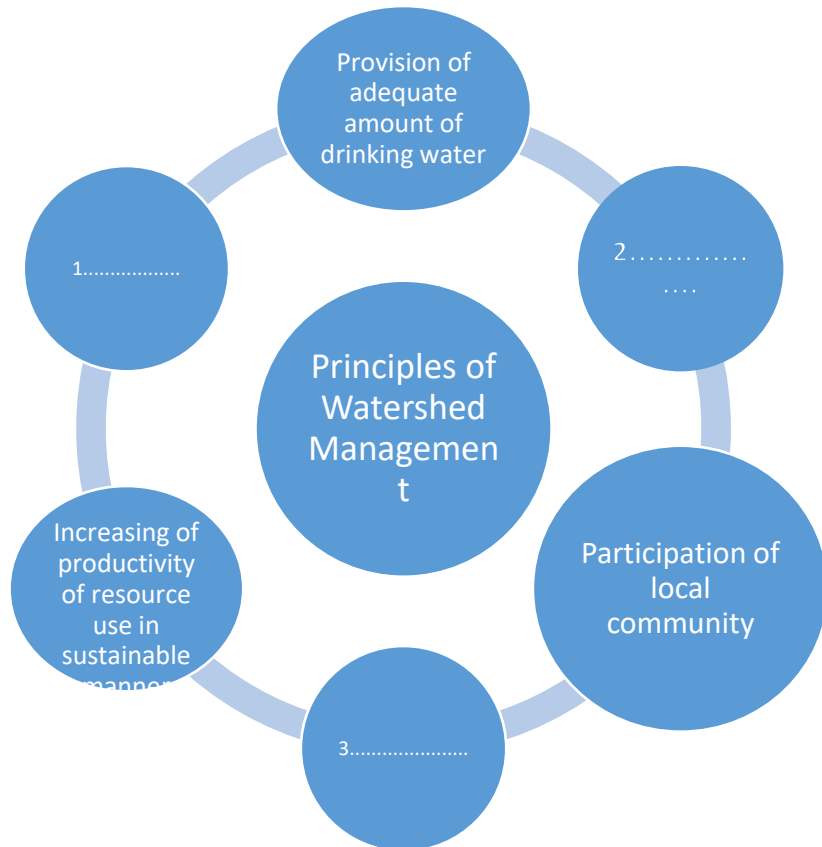 Provision of
adequate
amount of
drinking water
1.................
2.............
....
Principles of
Watershed
Managemen
t
Increasing of
productivity
of resource
use in
sustainable
manner
Participation of
local
community
3.....................